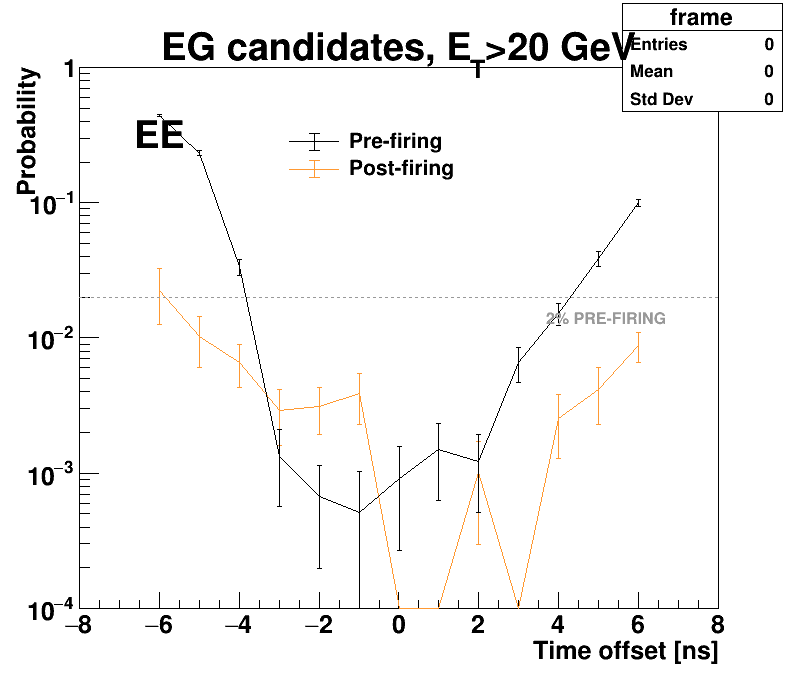 EG candidates, E_T>20 GeV
frame
Entries 0
Mean 0
Std Dev 0
Probability
1
10^−1
10^−2
10^−3
10^−4
EE
Pre-firing
Post-firing
2% PRE-FIRING
−8 −6 −4 −2 0 2 4 6 8
Time offset [ns]